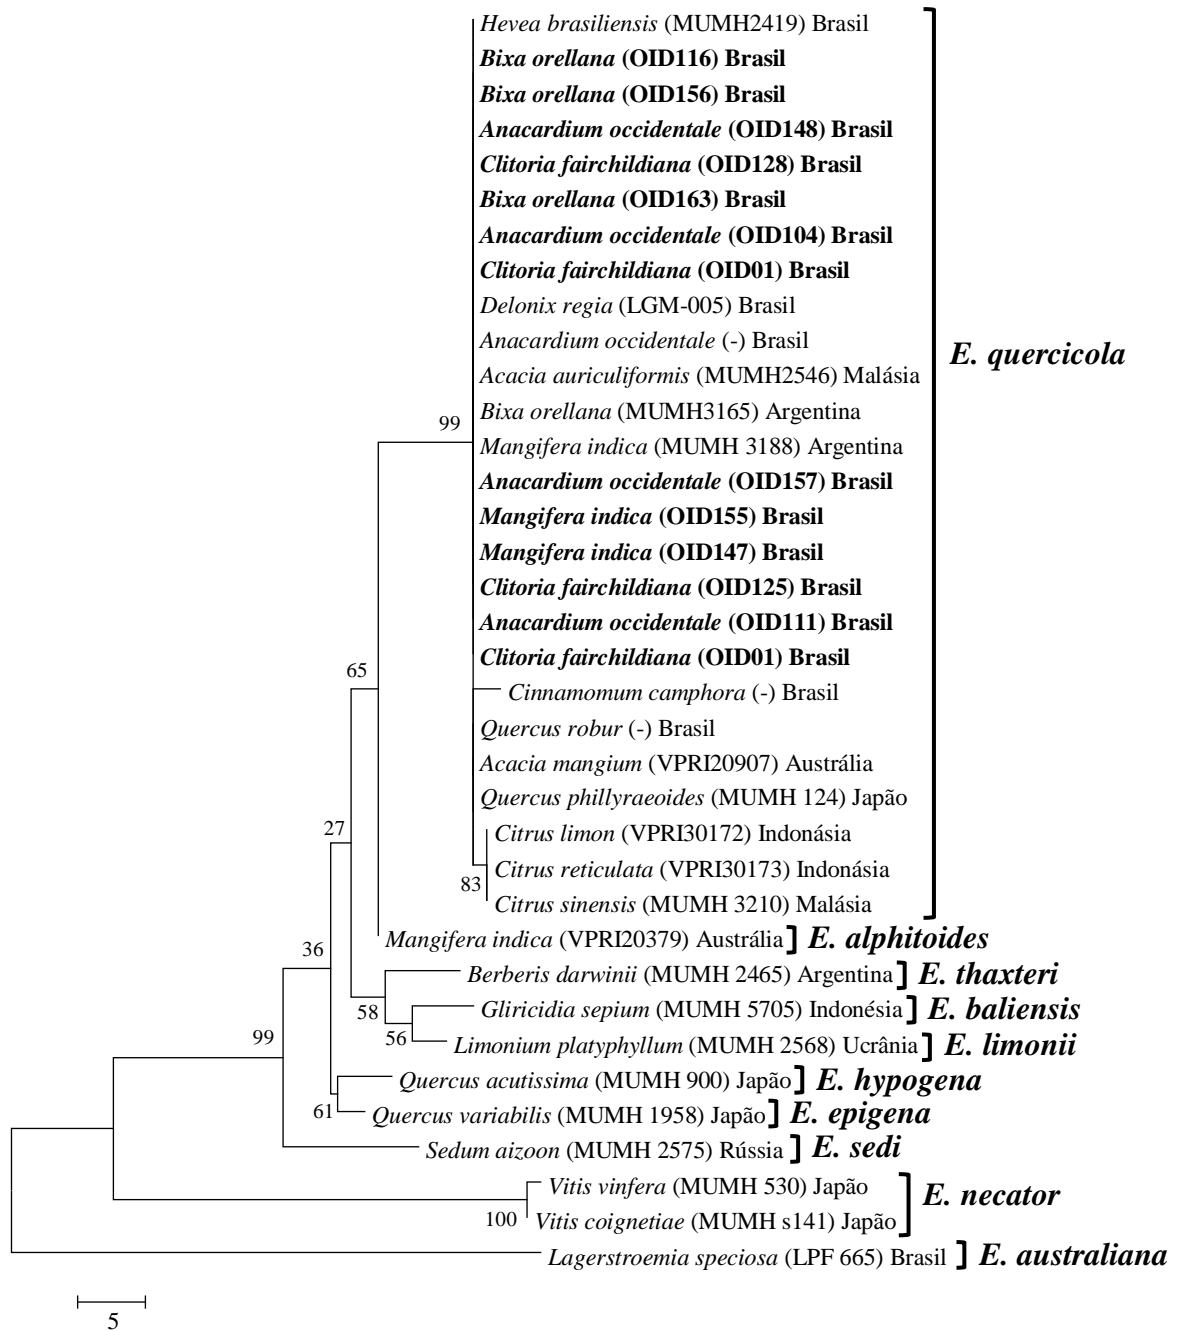 Hevea brasiliensis (MUMH2419) Brasil
Bixa orellana (OID116) Brasil
Bixa orellana (OID156) Brasil
Anacardium occidentale (OID148) Brasil
Clitoria fairchildiana (OID128) Brasil
Bixa orellana (OID163) Brasil
Anacardium occidentale (OID104) Brasil
Clitoria fairchildiana (OID01) Brasil
Delonix regia (LGM-005) Brasil
Anacardium occidentale (-) Brasil
E. quercicola
Acacia auriculiformis (MUMH2546) Malásia
Bixa orellana (MUMH3165) Argentina
99
Mangifera indica (MUMH 3188) Argentina
Anacardium occidentale (OID157) Brasil
Mangifera indica (OID155) Brasil
Mangifera indica (OID147) Brasil
Clitoria fairchildiana (OID125) Brasil
Anacardium occidentale (OID111) Brasil
Clitoria fairchildiana (OID01) Brasil
65
Cinnamomum camphora (-) Brasil
Quercus robur (-) Brasil
Acacia mangium (VPRI20907) Austrália
Quercus phillyraeoides (MUMH 124) Japão
27
Citrus limon (VPRI30172) Indonásia
Citrus reticulata (VPRI30173) Indonásia
83
Citrus sinensis (MUMH 3210) Malásia
Mangifera indica (VPRI20379) Austrália E. alphitoides
36
Berberis darwinii (MUMH 2465) Argentina E. thaxteri
58
Gliricidia sepium (MUMH 5705) Indonésia E. baliensis
56
99
Limonium platyphyllum (MUMH 2568) Ucrânia E. limonii
Quercus acutissima (MUMH 900) Japão E. hypogena
61
Quercus variabilis (MUMH 1958) Japão E. epigena
Sedum aizoon (MUMH 2575) Rússia E. sedi
Vitis vinfera (MUMH 530) Japão
E. necator
100
Vitis coignetiae (MUMH s141) Japão
Lagerstroemia speciosa (LPF 665) Brasil E. australiana
5